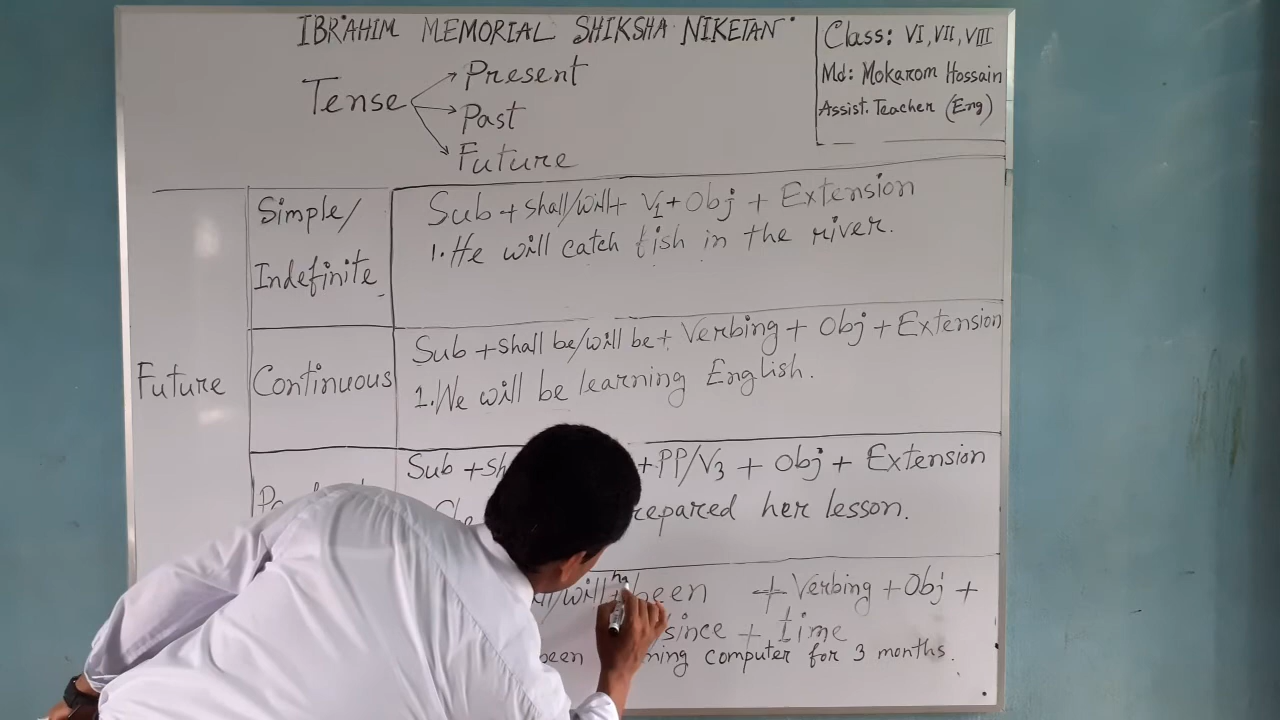 IBRAHIM MEMORIAL SHIKSHA NIKETAN
Class: VI, VII, VIII
Md: Mokarom Hossain
Assist. Teacher (Eng)
Tense
Present
Past
Future
Future
Simple/
Indefinite
Sub + shall/will + V1 + Obj + Extension
1. He will catch fish in the river.
Continuous
Sub + shall be/will be + Verbing + Obj + Extension
1. We will be learning English.
Sub + + PP/V3 + Obj + Extension
her lesson.
/will + been + Verbing + Obj +
since + time
been computer for 3 months.